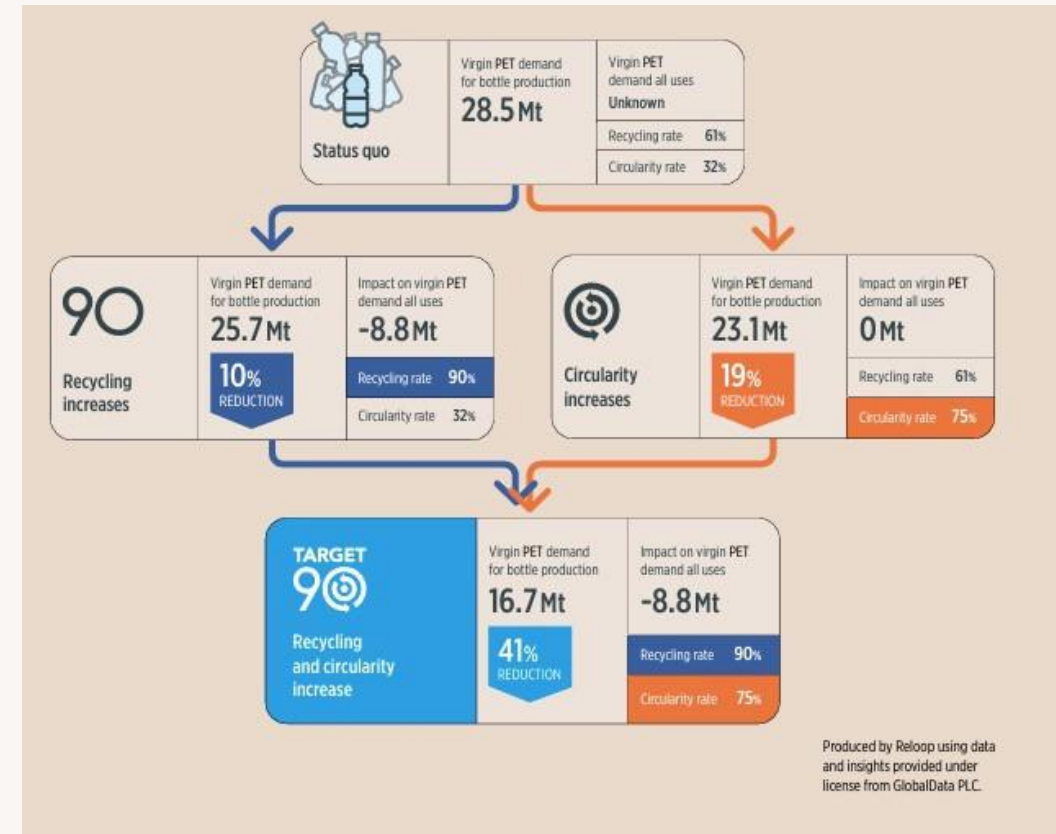 Status quo
Virgin PET demand
for bottle production
28.5 Mt
Virgin PET
demand all uses
Unknown
Recycling rate 61%
Circularity rate 32%
90
Recycling
increases
Virgin PET demand
for bottle production
25.7 Mt
10%
REDUCTION
Impact on virgin PET
demand all uses
-8.8 Mt
Recycling rate 90%
Circularity rate 32%
Circularity
increases
Virgin PET demand
for bottle production
23.1 Mt
19%
REDUCTION
Impact on virgin PET
demand all uses
0 Mt
Recycling rate 61%
Circularity rate 75%
TARGET
90
Recycling
and circularity
increase
Virgin PET demand
for bottle production
16.7 Mt
41%
REDUCTION
Impact on virgin PET
demand all uses
-8.8 Mt
Recycling rate 90%
Circularity rate 75%
Produced by Reloop using data
and insights provided under
license from GlobalData PLC.